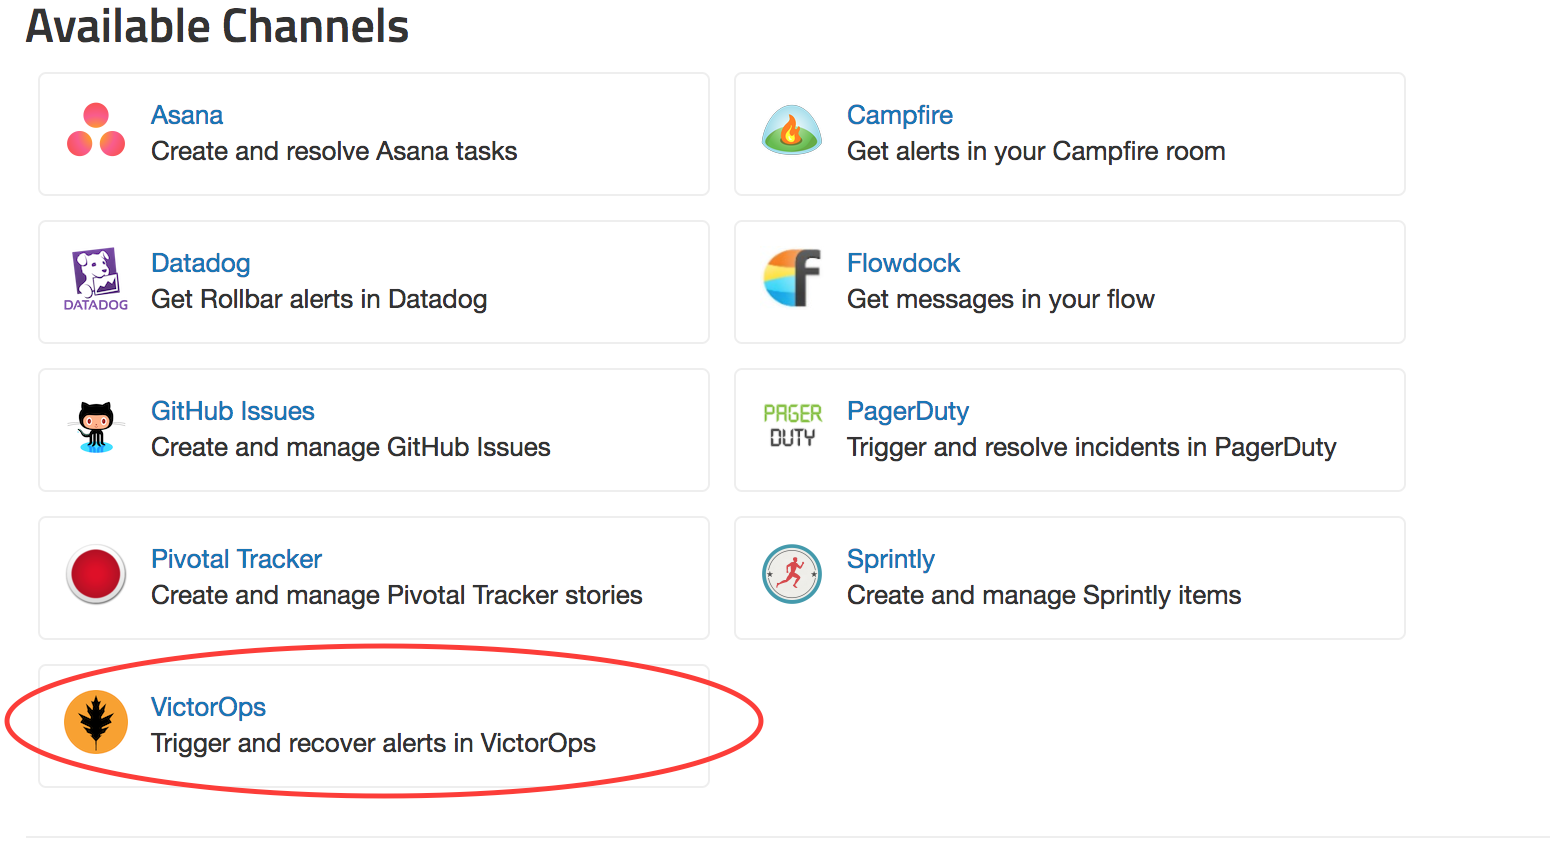 Available Channels
Asana
Create and resolve Asana tasks
Campfire
Get alerts in your Campfire room
DATADOG
Datadog
Get Rollbar alerts in Datadog
F
Flowdock
Get messages in your flow
GitHub Issues
Create and manage GitHub Issues
PAGER
DUTY
PagerDuty
Trigger and resolve incidents in PagerDuty
Pivotal Tracker
Create and manage Pivotal Tracker stories
Sprintly
Create and manage Sprintly items
VictorOps
Trigger and recover alerts in VictorOps